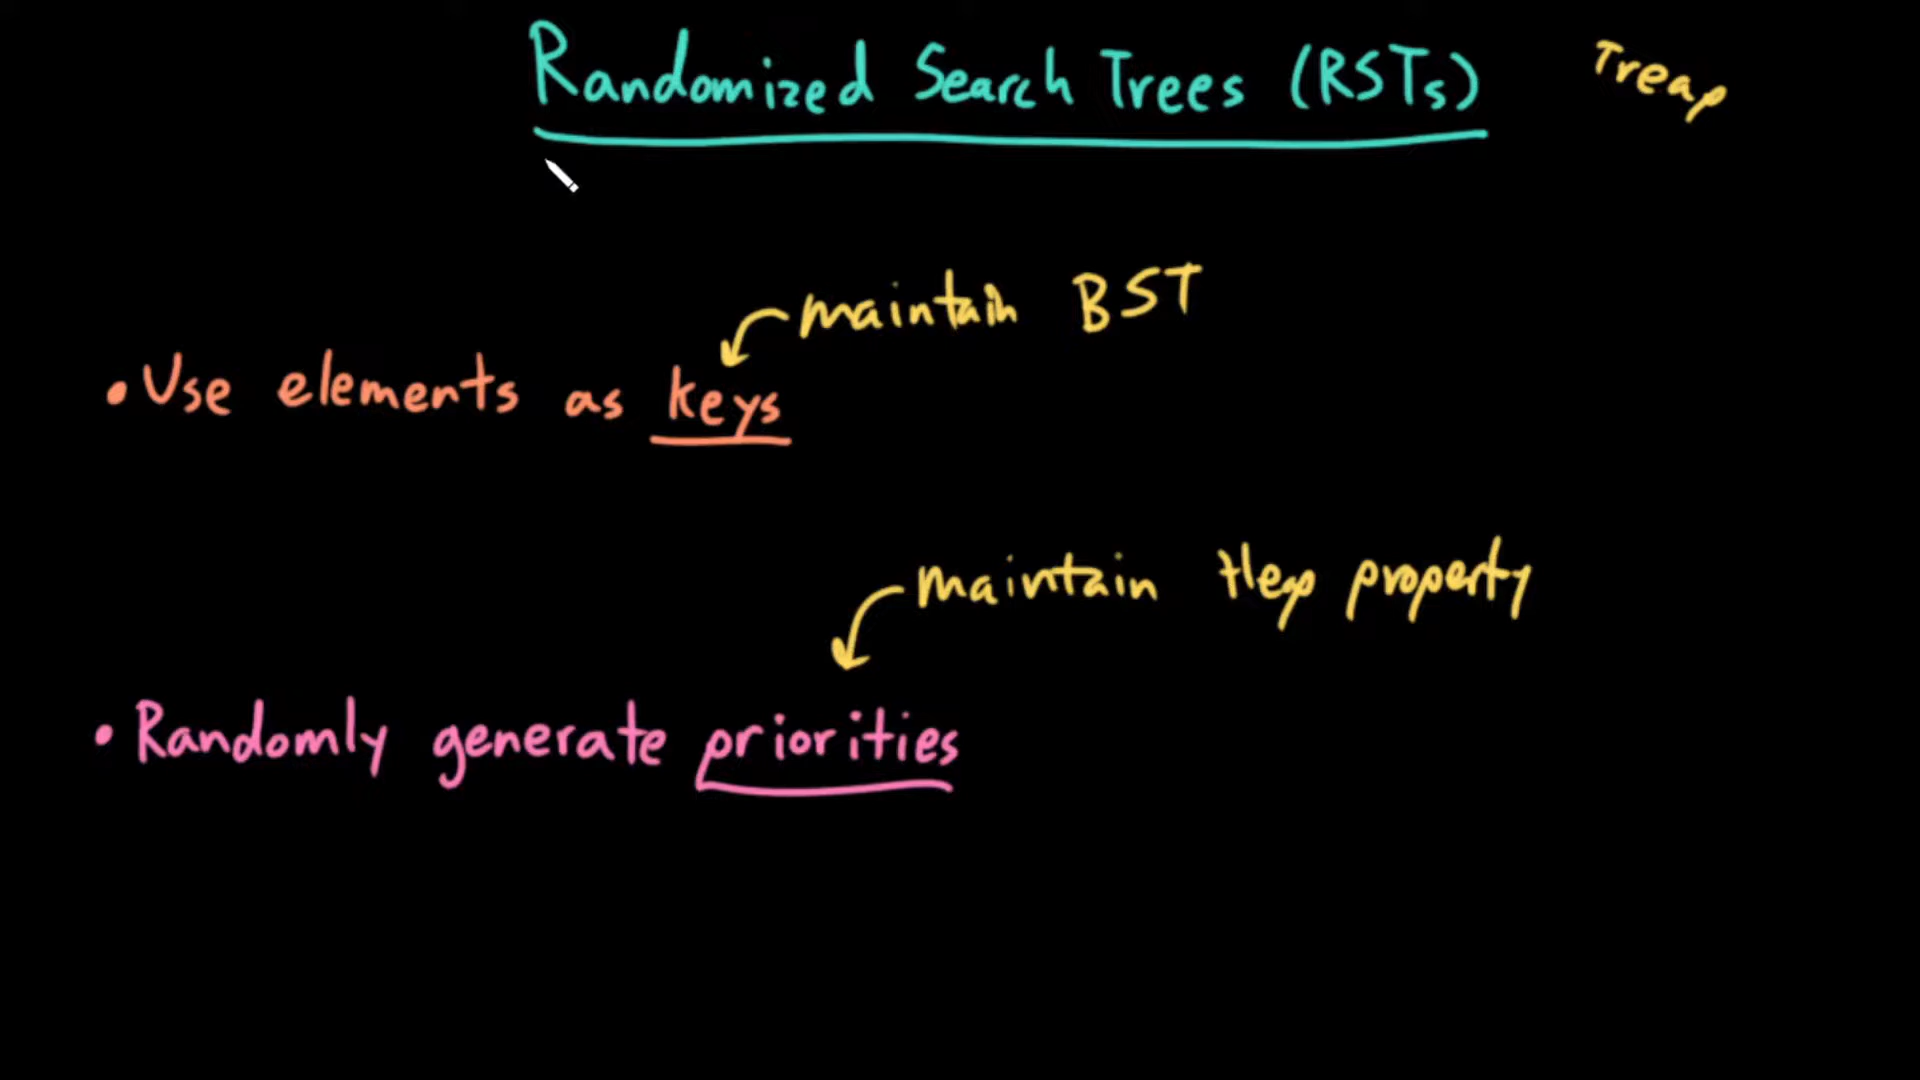 Randomized Search Trees (RSTs) Treap
maintain BST
• Use elements as keys
maintain Heap property
• Randomly generate priorities